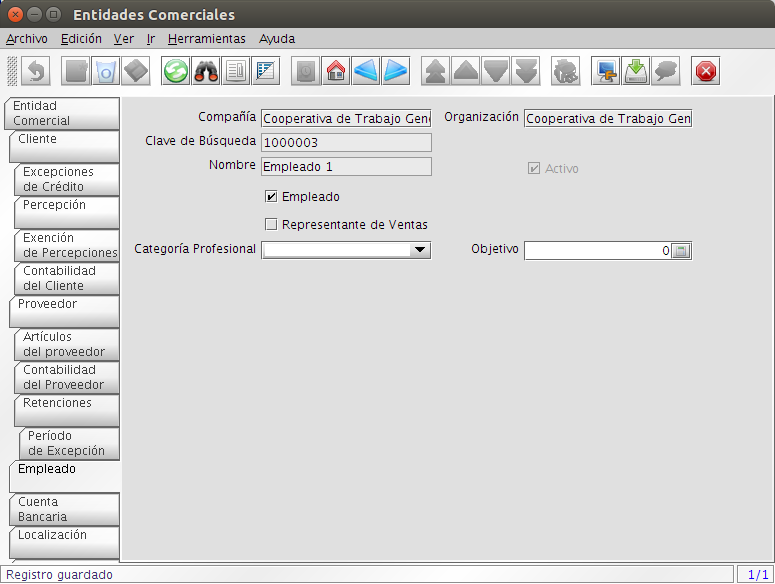 Entidades Comerciales
Archivo Edición Ver Ir Herramientas Ayuda
Entidad
Comercial
Cliente
Excepciones
de Crédito
Percepción
Exención
de Percepciones
Contabilidad
del Cliente
Proveedor
Artículos
del proveedor
Contabilidad
del Proveedor
Retenciones
Período
de Excepción
Empleado
Cuenta
Bancaria
Localización
Compañía Cooperativa de Trabajo Gen Organización Cooperativa de Trabajo Gen
Clave de Búsqueda 1000003
Nombre Empleado 1 Activo
Empleado
Representante de Ventas
Categoría Profesional Objetivo 0
Registro guardado 1/1